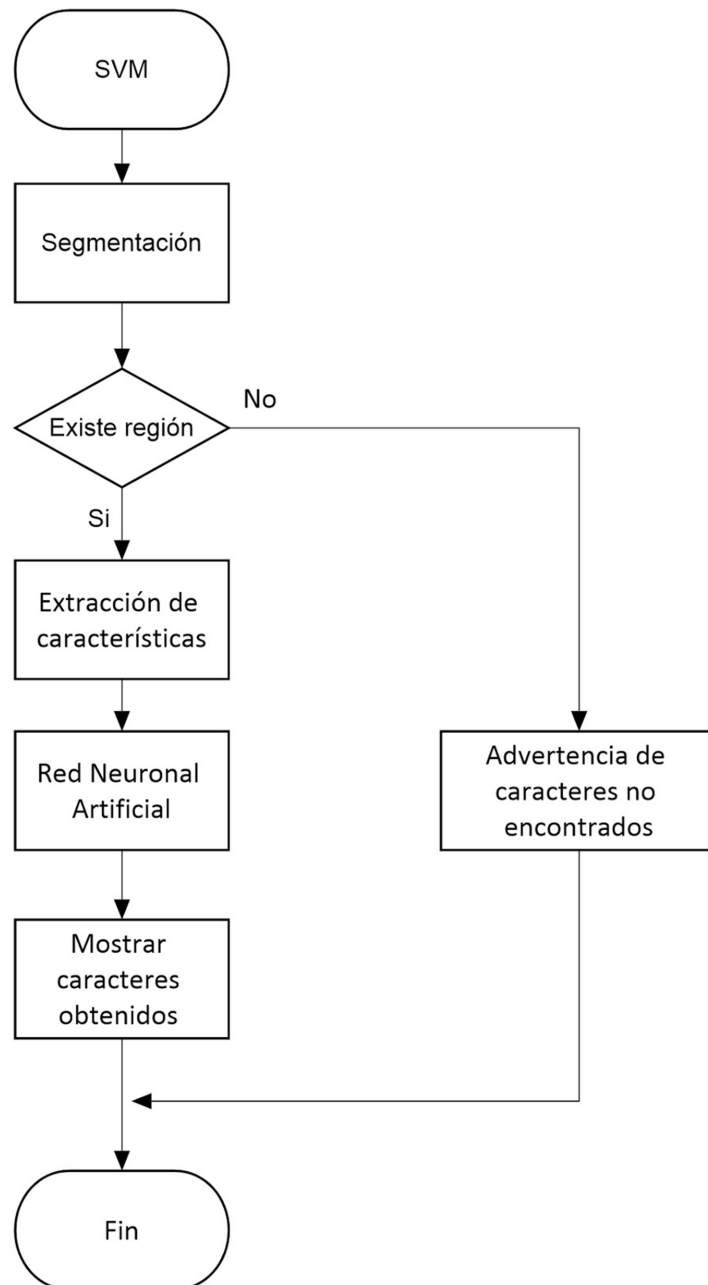 SVM
Segmentación
Existe región
No
Si
Extracción de
características
Red Neuronal
Artificial
Advertencia de
caracteres no
encontrados
Mostrar
caracteres
obtenidos
Fin